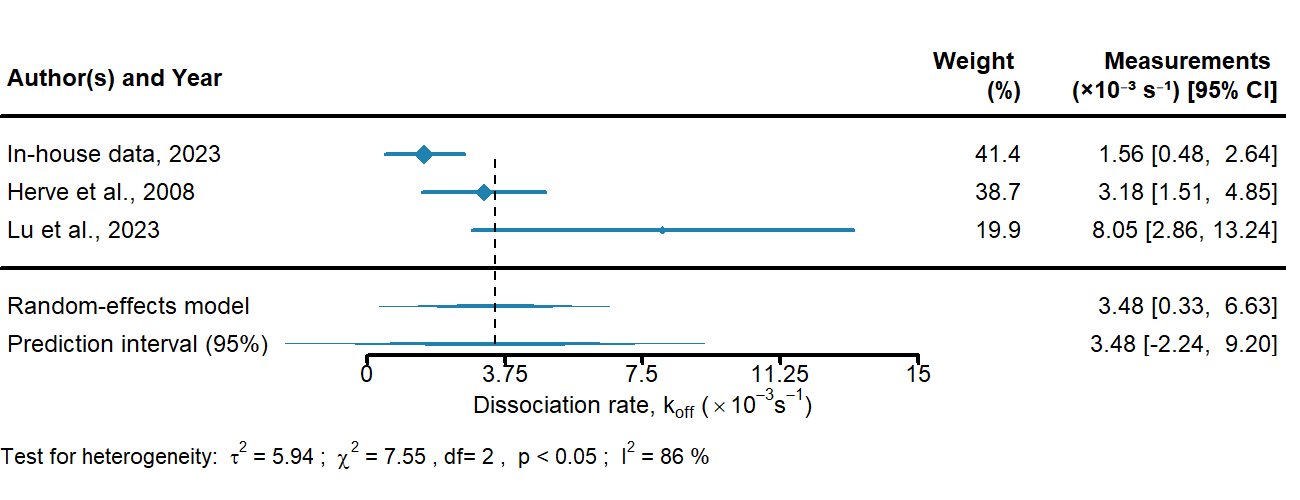 Author(s) and Year Weight (%) Measurements (×10⁻³ s⁻¹) [95% CI]
In-house data, 2023 41.4 1.56 [0.48, 2.64]
Herve et al., 2008 38.7 3.18 [1.51, 4.85]
Lu et al., 2023 19.9 8.05 [2.86, 13.24]
Random-effects model 3.48 [0.33, 6.63]
Prediction interval (95%) 3.48 [-2.24, 9.20]
0 3.75 7.5 11.25 15
Dissociation rate, k_off (×10⁻³s⁻¹)
Test for heterogeneity: τ² = 5.94 ; χ² = 7.55 , df= 2 , p < 0.05 ; I² = 86 %